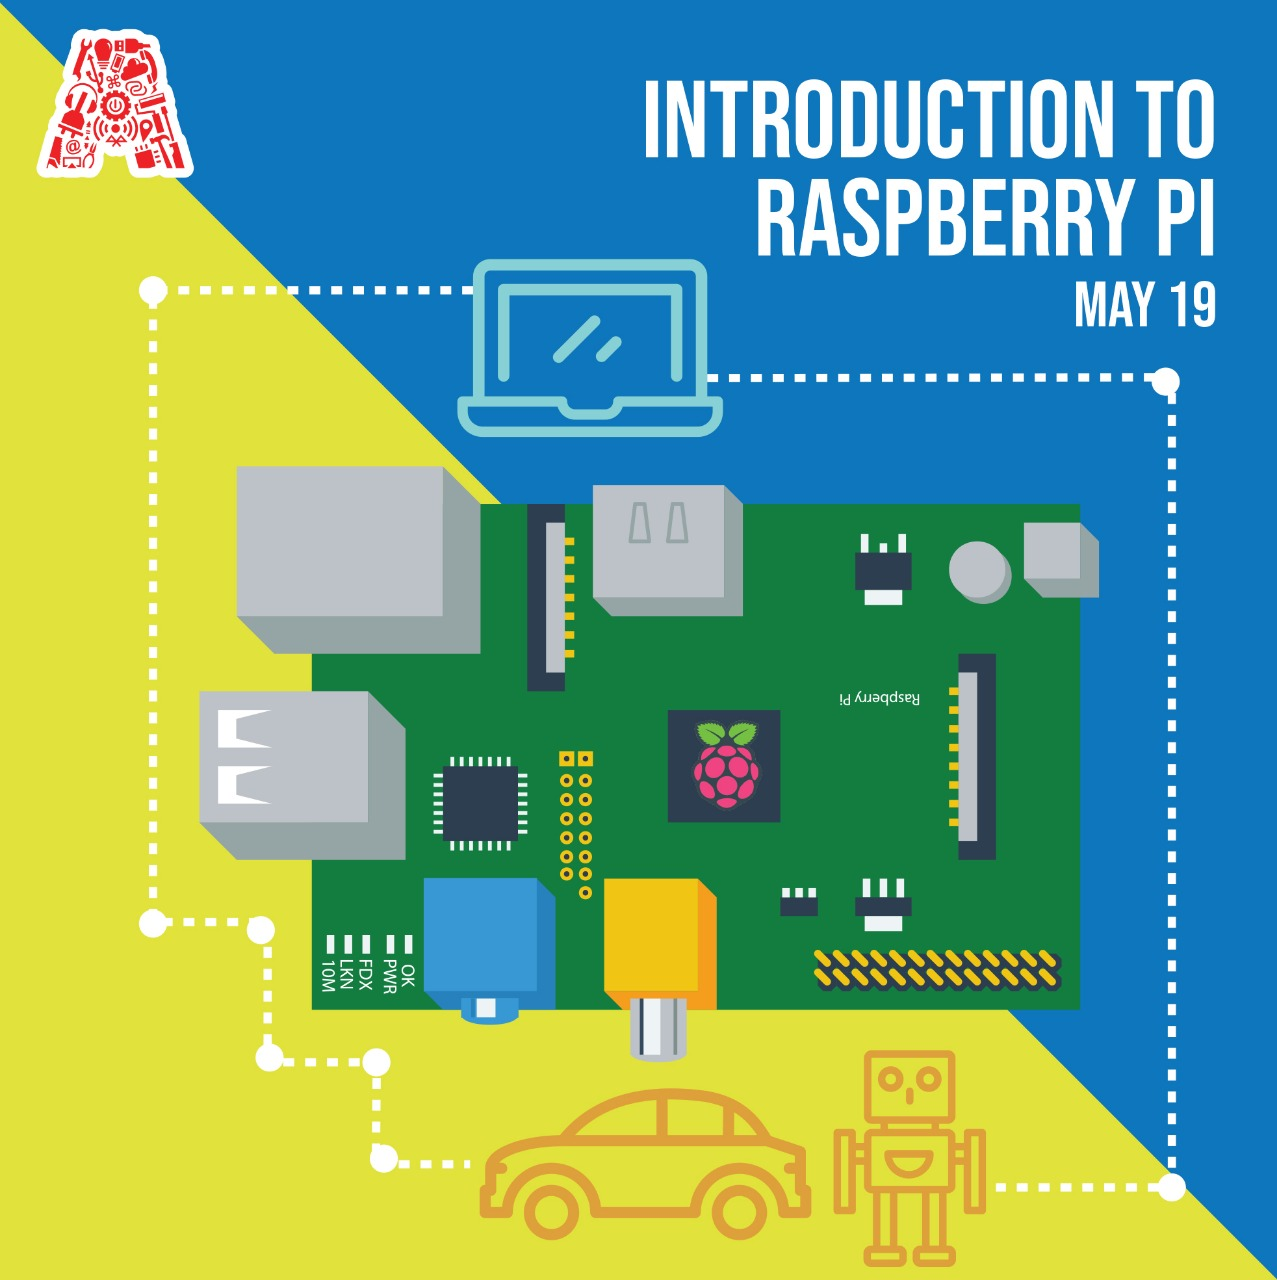 INTRODUCTION TO
RASPBERRY PI
MAY 19
Raspberry Pi
10M
LKN
FDX
PWR
OK